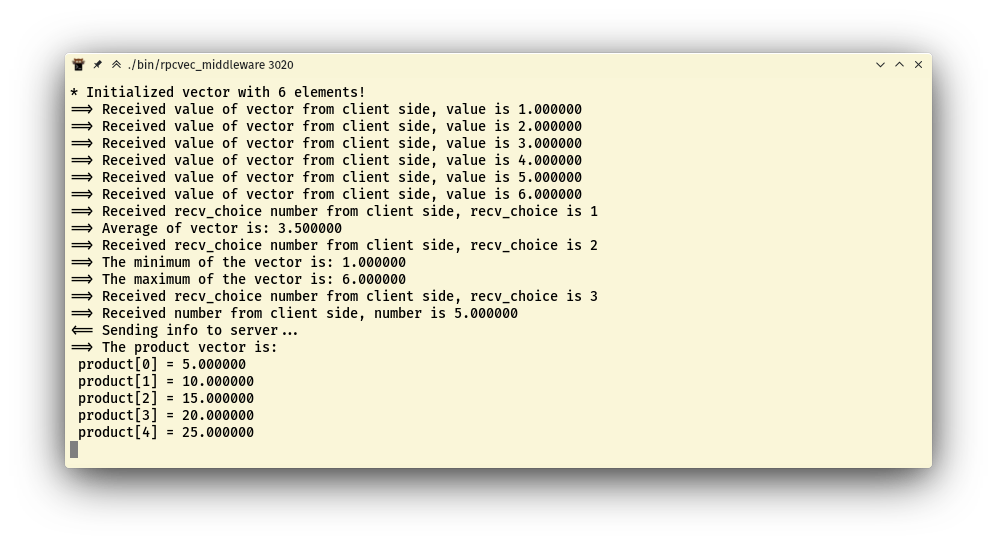 ./bin/rpcvec_middleware 3020
* Initialized vector with 6 elements!
==> Received value of vector from client side, value is 1.000000
==> Received value of vector from client side, value is 2.000000
==> Received value of vector from client side, value is 3.000000
==> Received value of vector from client side, value is 4.000000
==> Received value of vector from client side, value is 5.000000
==> Received value of vector from client side, value is 6.000000
==> Received recv_choice number from client side, recv_choice is 1
==> Average of vector is: 3.500000
==> Received recv_choice number from client side, recv_choice is 2
==> The minimum of the vector is: 1.000000
==> The maximum of the vector is: 6.000000
==> Received recv_choice number from client side, recv_choice is 3
==> Received number from client side, number is 5.000000
<== Sending info to server...
==> The product vector is:
product[0] = 5.000000
product[1] = 10.000000
product[2] = 15.000000
product[3] = 20.000000
product[4] = 25.000000